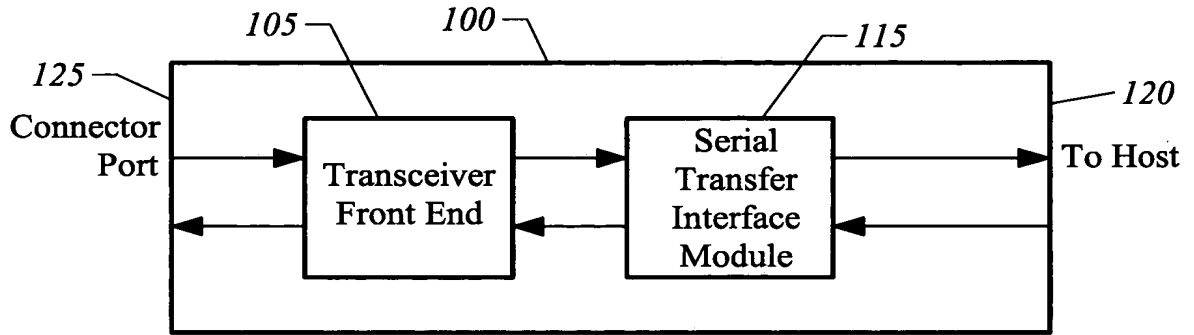 105
100
115
125
120
Connector
Port
Transceiver
Front End
Serial
Transfer
Interface
Module
To Host